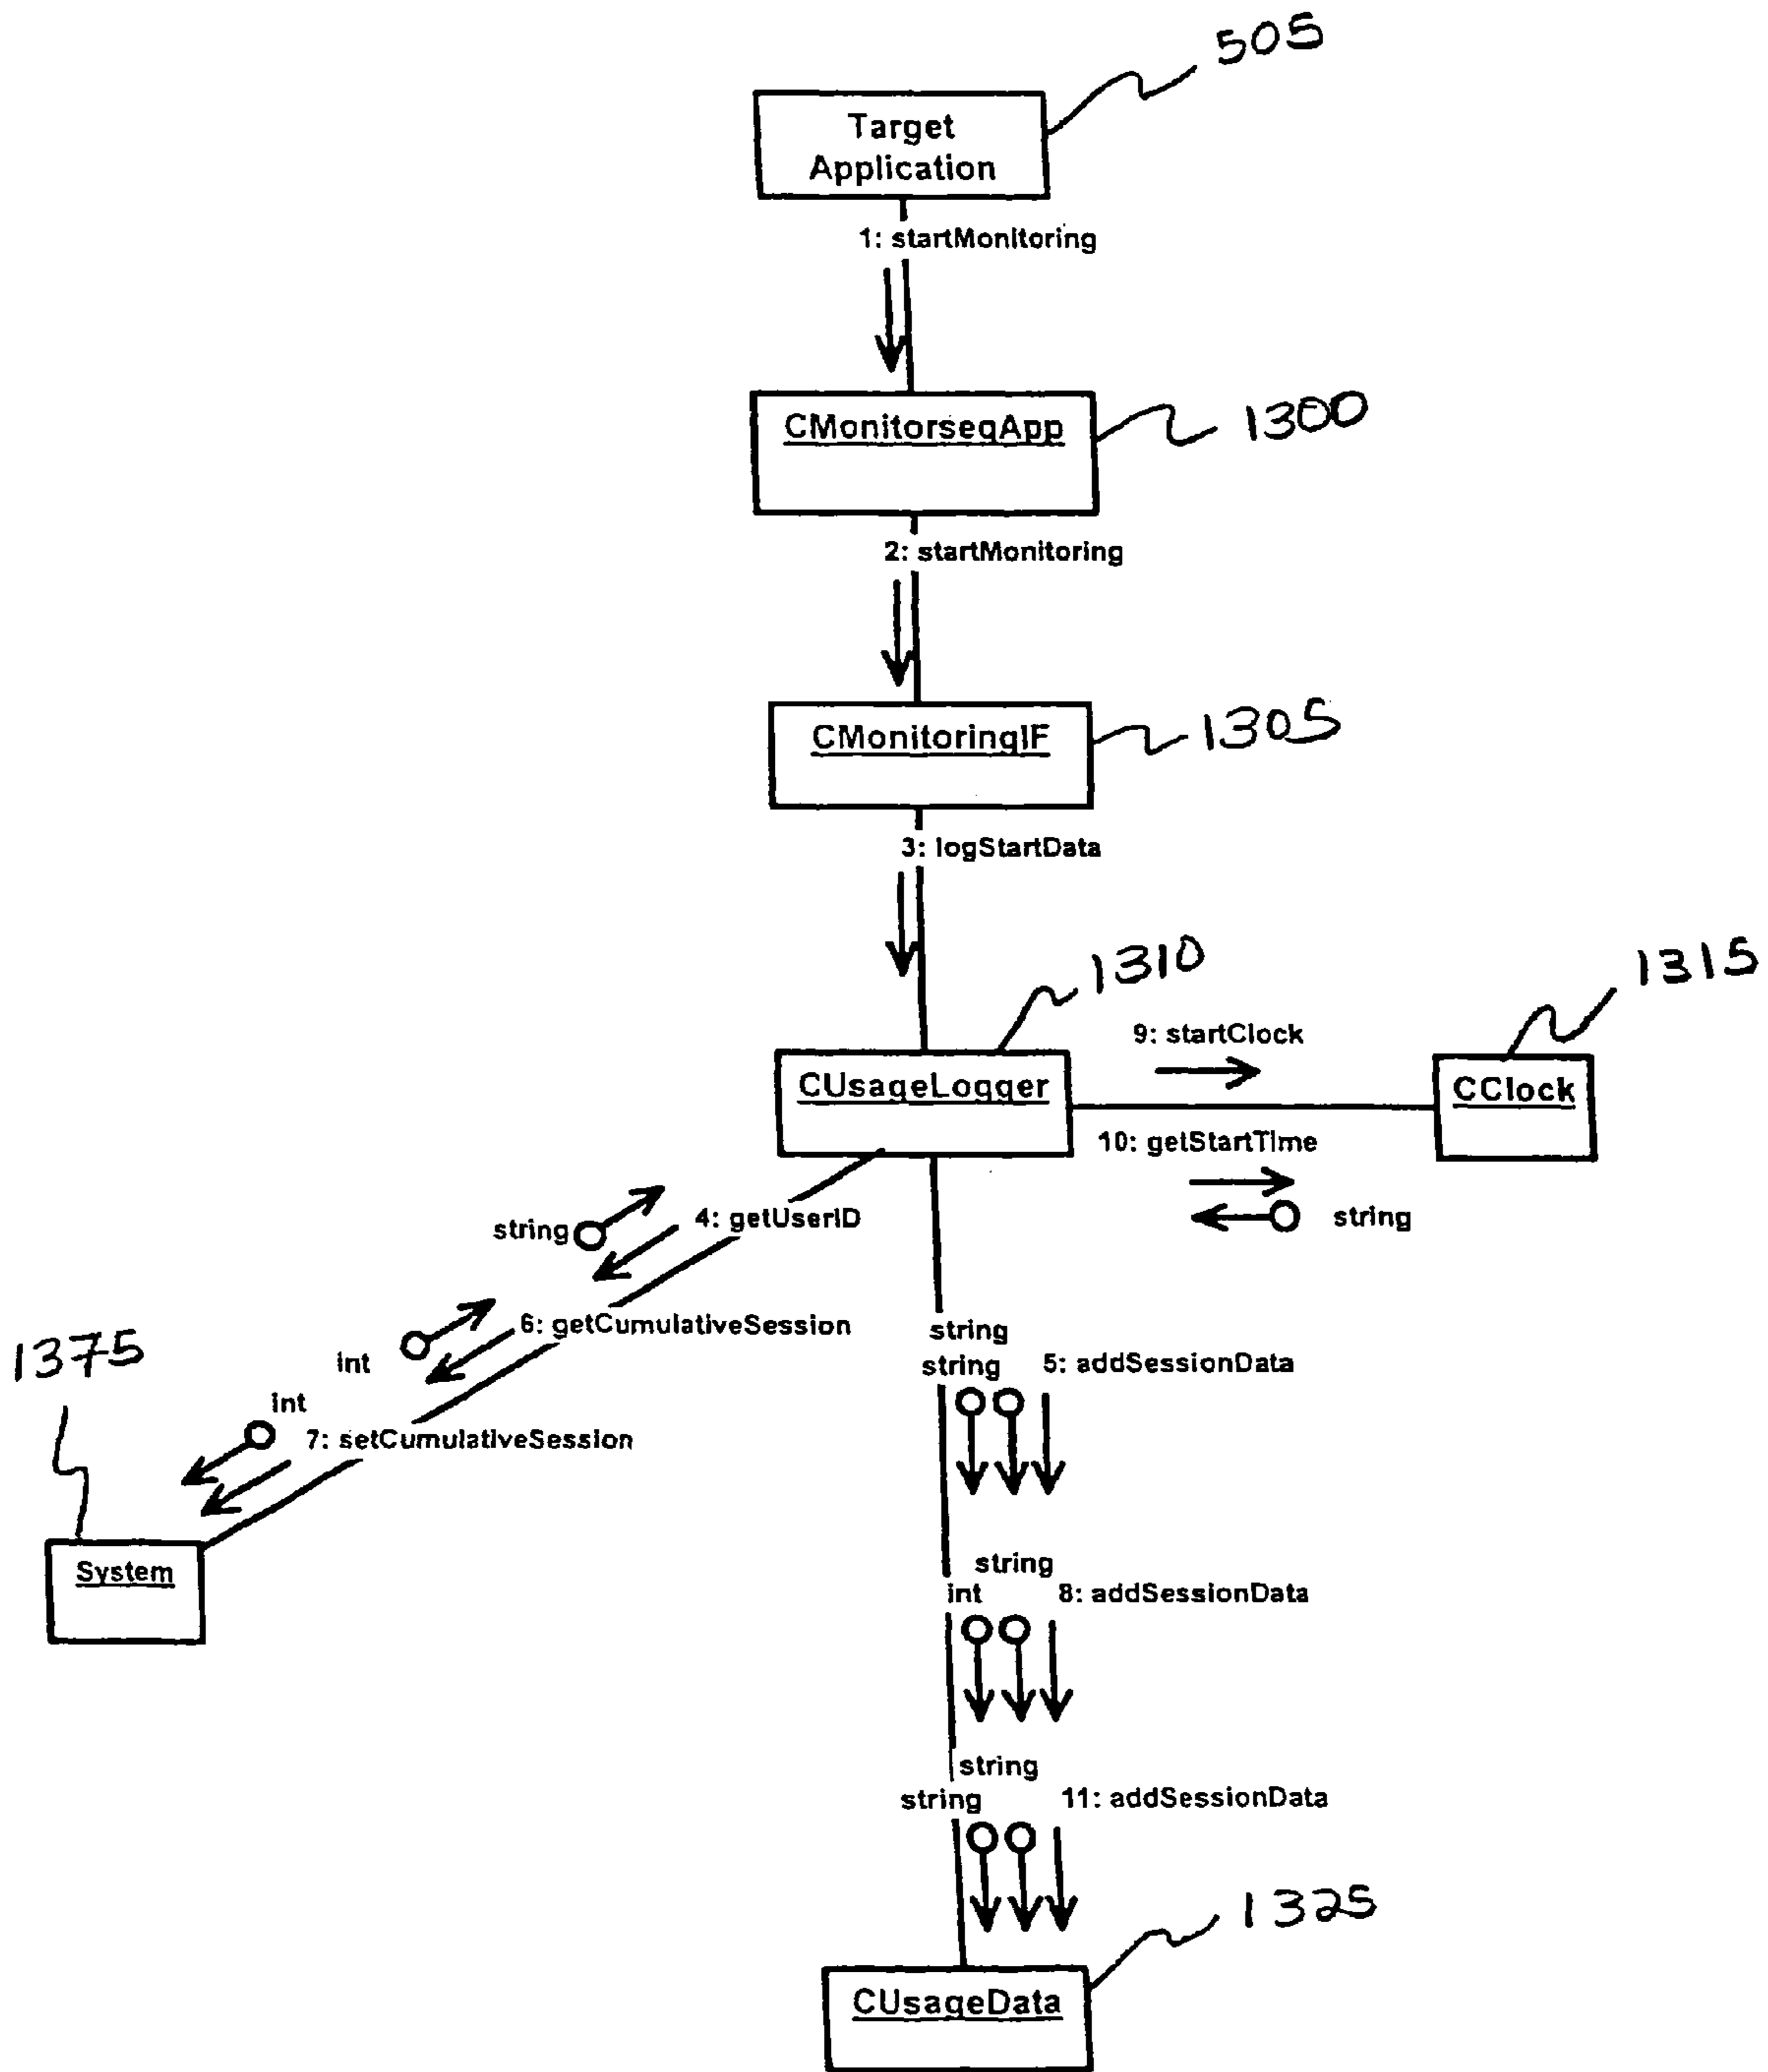 505
Target
Application
1: startMonitoring
CMonitorseqApp
1300
2: startMonitoring
CMonitoringIF
1305
3: logStartData
1310
1315
9: startClock
CUsageLogger
CClock
10: getStartTime
string
string
4: getUserID
6: getCumulativeSession
int
1375
int
7: setCumulativeSession
System
string
string
5: addSessionData
string
int
8: addSessionData
string
string
11: addSessionData
1325
CUsageData